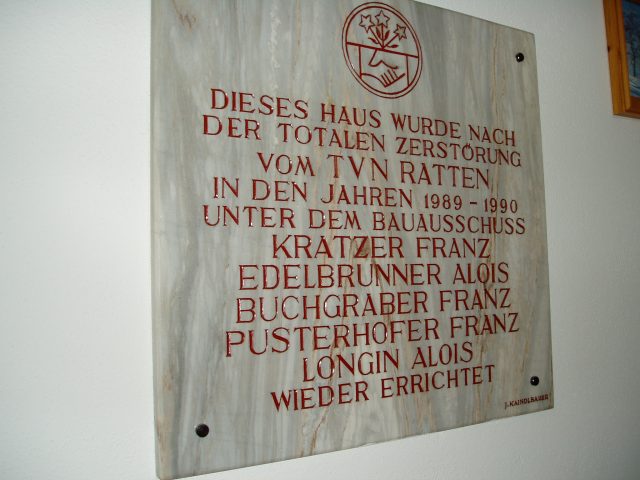 DIESES HAUS WURDE NACH
DER TOTALEN ZERSTÖRUNG
VOM TVN RATTEN
IN DEN JAHREN 1989 - 1990
UNTER DEM BAUAUSSCHUSS
KRATZER FRANZ
EDELBRUNNER ALOIS
BUCHGRABER FRANZ
PUSTERHOFER FRANZ
LONGIN ALOIS
WIEDER ERRICHTET
J. KAINDLBAUER